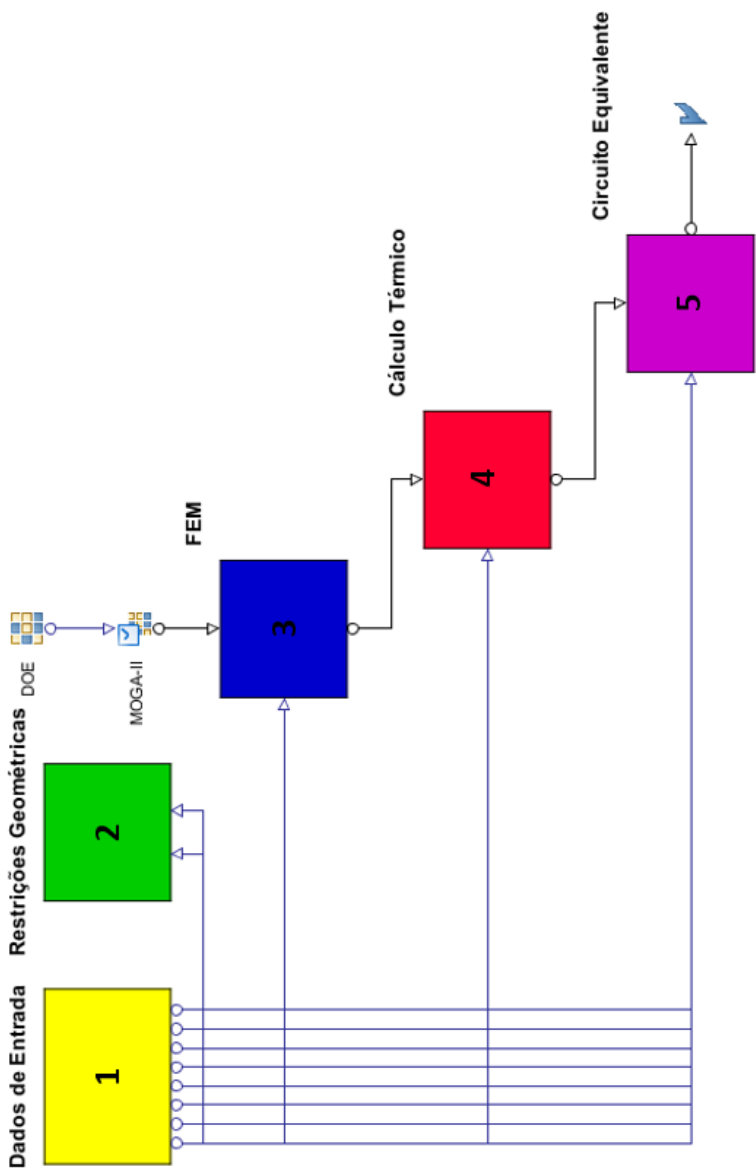 Dados de Entrada
1
Restrições Geométricas
2
DOE
MOGA-II
FEM
3
Cálculo Térmico
4
Circuito Equivalente
5